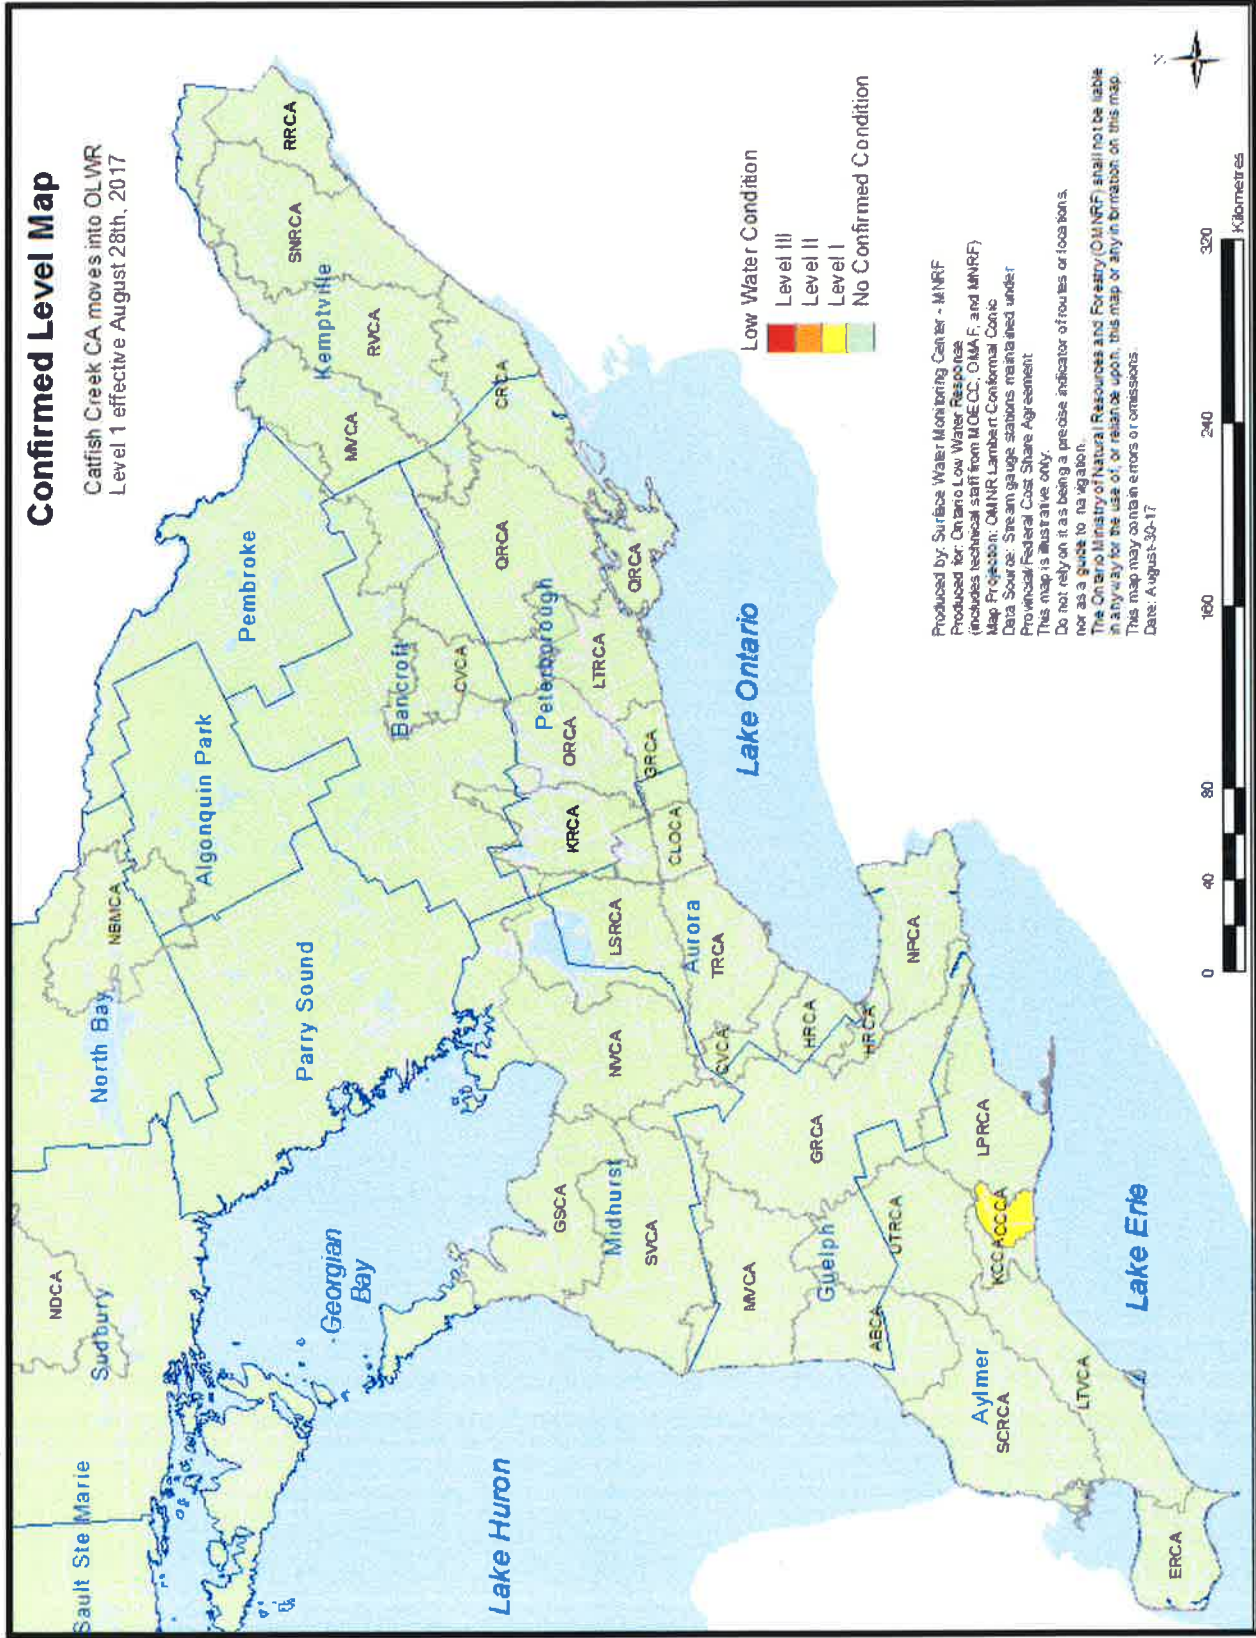 Confirmed Level Map
Catfish Creek CA moves into OLWR
Level 1 effective August 28th, 2017
Sault Ste Marie
NDCA
Sudbury
North Bay
NBMCA
Algonquin Park
Pembroke
Parry Sound
Kemptville
SNRCA
RRCA
RVCA
MVCA
CRCA
Bancroft
CVCA
QRCA
Peterborough
QRCA
LTRCA
ORCA
GRCA
KRCA
CLOCA
LSRCA
Aurora
TRCA
Georgian
Bay
NVCA
CVCA
HRCA
HRCA
NPCA
GSCA
Midhurst
SVCA
GRCA
MVCA
Guelph
UTRCA
LPRCA
ABCA
KCCACCCA
Aylmer
SCRCA
LTVCA
ERCA
Lake Huron
Lake Ontario
Lake Erie
Low Water Condition
Level III
Level II
Level I
No Confirmed Condition
Produced by: Surface Water Monitoring Center - MNRF
Produced for: Ontario Low Water Response
(includes technical staff from MOECC, OMAF, and MNRF)
Map Projection: OMNR Lambert Conformal Conic
Data Source: Streamgauge stations maintained under
Provincial/Federal Cost Share Agreement
This map is illustrative only.
Do not rely on it as being a precise indicator of routes or locations,
nor as a guide to navigation.
The Ontario Ministry of Natural Resources and Forestry (OMNRF) shall not be liable
in any way for the use of, or reliance upon, this map or any information on this map.
This map may contain errors or omissions.
Date: August-30-17
N
0 40 80 160 240 320
Kilometres